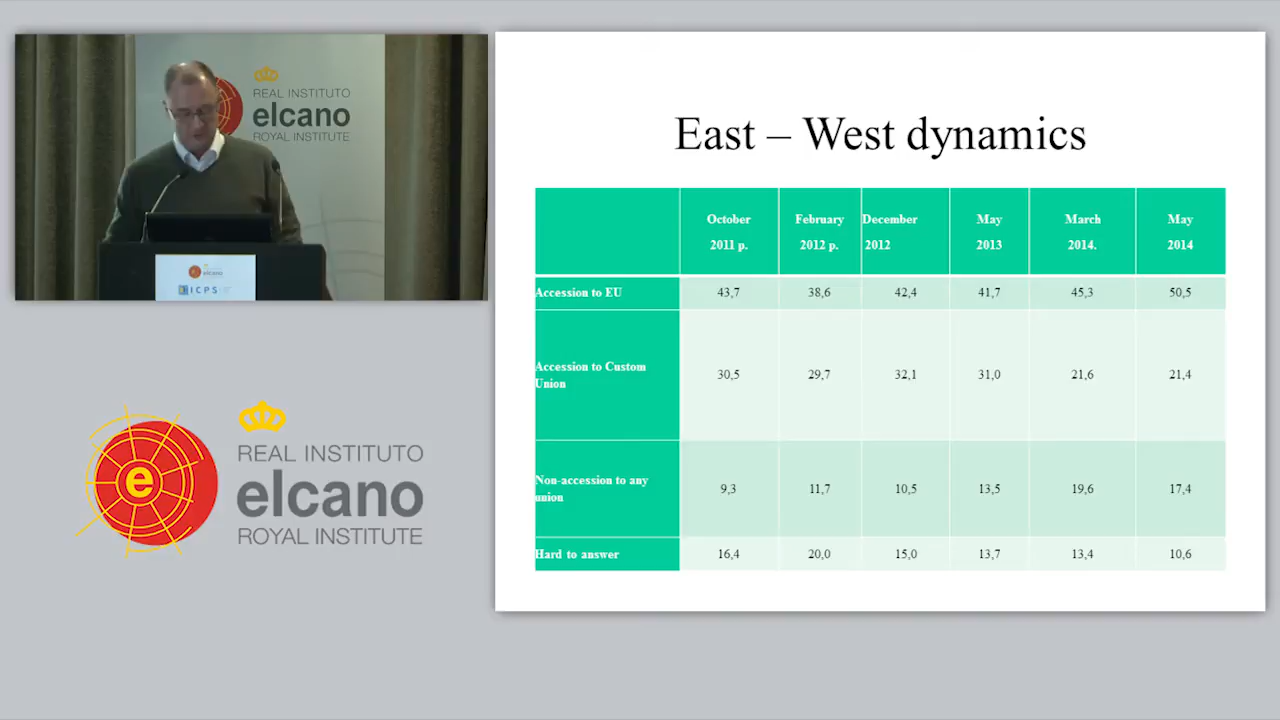 REAL INSTITUTO
elcano
ROYAL INSTITUTE
elcano
ICPS
e
REAL INSTITUTO
elcano
ROYAL INSTITUTE
East – West dynamics
October 2011 p.
February 2012 p.
December 2012
May 2013
March 2014.
May 2014
Accession to EU 43,7 38,6 42,4 41,7 45,3 50,5
Accession to Custom Union 30,5 29,7 32,1 31,0 21,6 21,4
Non-accession to any union 9,3 11,7 10,5 13,5 19,6 17,4
Hard to answer 16,4 20,0 15,0 13,7 13,4 10,6